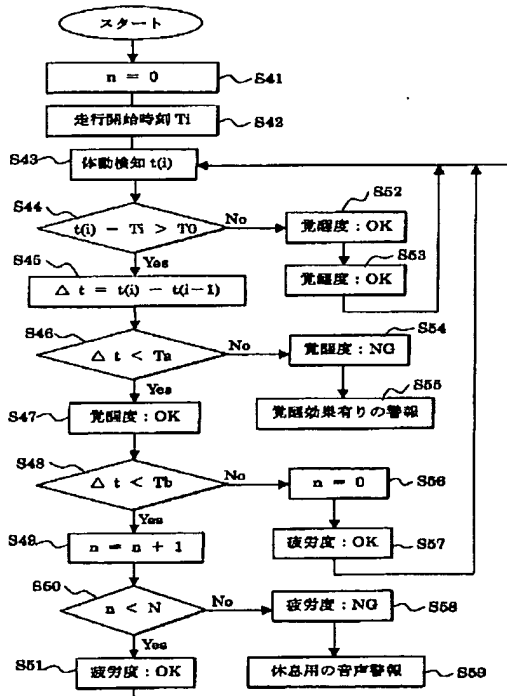 スタート
n = 0
S41
走行開始時刻 Ti
S42
S43
体動検知 t(i)
S44
t(i) − Ti > T0
No
Yes
S52
覚醒度：OK
S53
覚醒度：OK
S45
△ t = t(i) − t(i−1)
S46
△ t < Ta
No
Yes
S54
覚醒度：NG
S55
覚醒効果有りの警報
S47
覚醒度：OK
S48
△ t < Tb
No
Yes
n = 0
S56
疲労度：OK
S57
S49
n = n + 1
S50
n < N
No
Yes
疲労度：NG
S58
S51
疲労度：OK
休息用の音声警報
S59